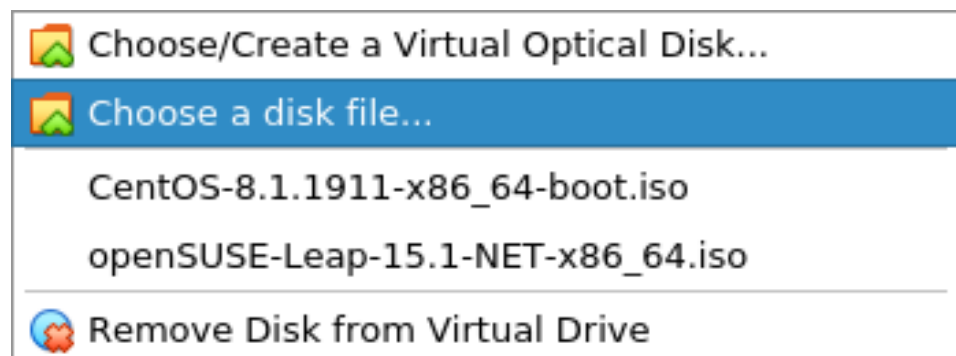 Choose/Create a Virtual Optical Disk...
Choose a disk file...
CentOS-8.1.1911-x86_64-boot.iso
openSUSE-Leap-15.1-NET-x86_64.iso
Remove Disk from Virtual Drive